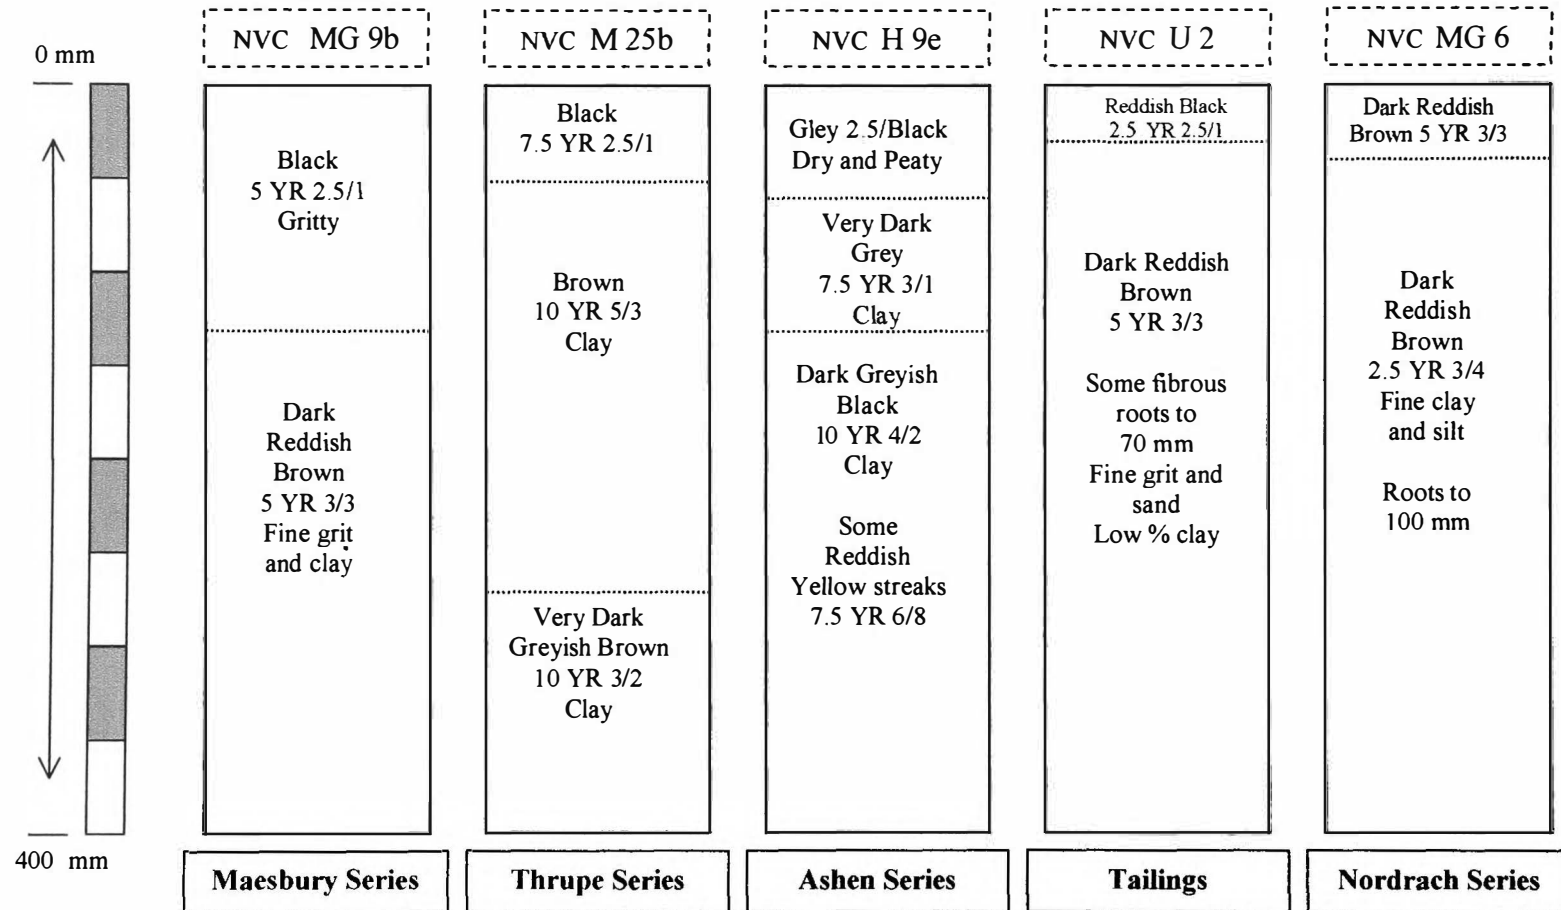 0 mm
400 mm
NVC MG 9b
Black
5 YR 2.5/1
Gritty
Dark
Reddish
Brown
5 YR 3/3
Fine grit
and clay
Maesbury Series
NVC M 25b
Black
7.5 YR 2.5/1
Brown
10 YR 5/3
Clay
Very Dark
Greyish Brown
10 YR 3/2
Clay
Thrupe Series
NVC H 9e
Gley 2.5/Black
Dry and Peaty
Very Dark
Grey
7.5 YR 3/1
Clay
Dark Greyish
Black
10 YR 4/2
Clay
Some
Reddish
Yellow streaks
7.5 YR 6/8
Ashen Series
NVC U 2
Reddish Black
2.5 YR 2.5/1
Dark Reddish
Brown
5 YR 3/3
Some fibrous
roots to
70 mm
Fine grit and
sand
Low % clay
Tailings
NVC MG 6
Dark Reddish
Brown 5 YR 3/3
Dark
Reddish
Brown
2.5 YR 3/4
Fine clay
and silt
Roots to
100 mm
Nordrach Series